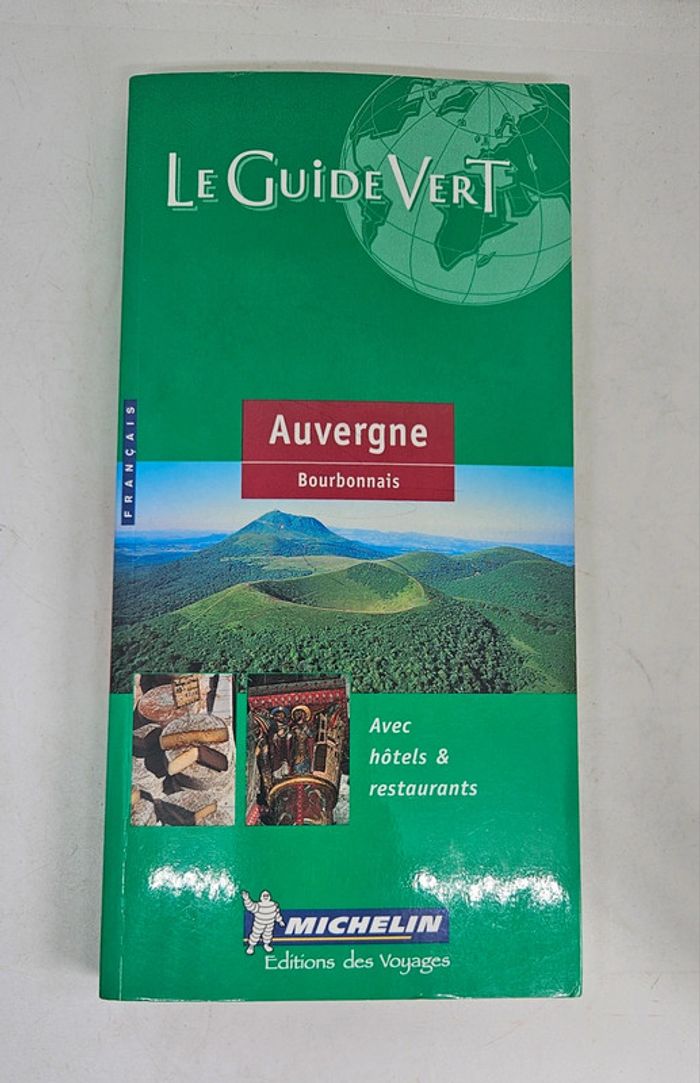 LE GUIDE VERT
Auvergne
Bourbonnais
FRANÇAIS
Avec
hôtels &
restaurants
MICHELIN
Editions des Voyages